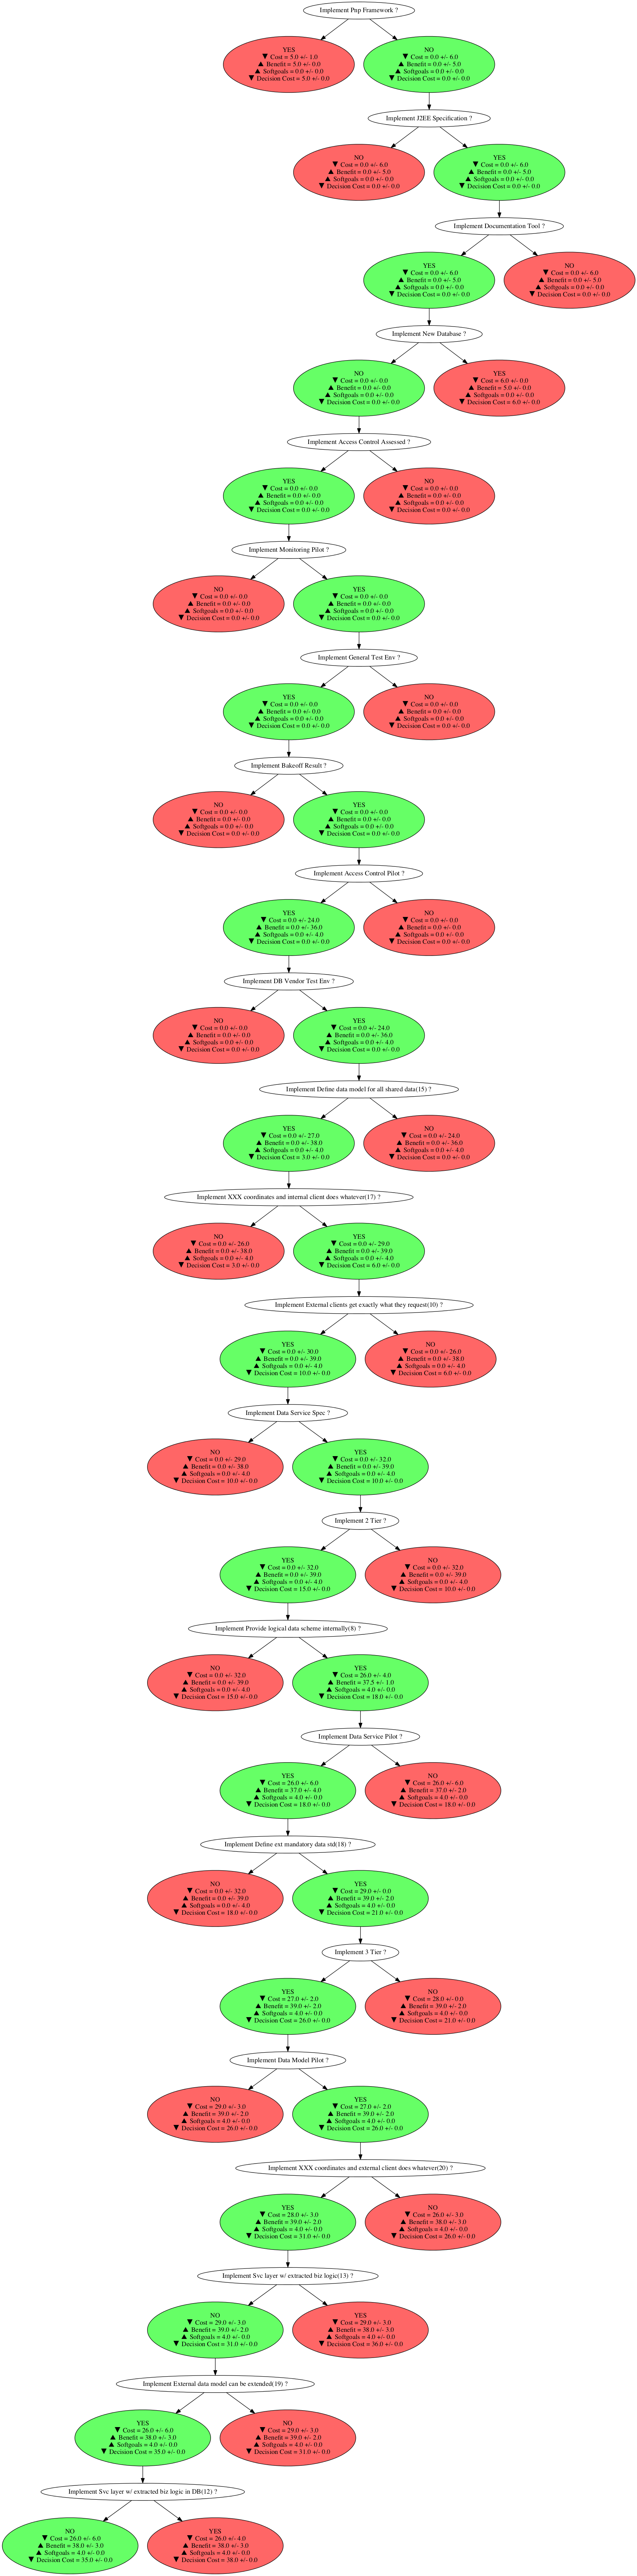 Implement Pnp Framework ?
YES
▼ Cost = 5.0 +/- 1.0
▲ Benefit = 5.0 +/- 0.0
▲ Softgoals = 0.0 +/- 0.0
▼ Decision Cost = 5.0 +/- 0.0
NO
▼ Cost = 0.0 +/- 6.0
▲ Benefit = 0.0 +/- 5.0
▲ Softgoals = 0.0 +/- 0.0
▼ Decision Cost = 0.0 +/- 0.0
Implement J2EE Specification ?
NO
▼ Cost = 0.0 +/- 6.0
▲ Benefit = 0.0 +/- 5.0
▲ Softgoals = 0.0 +/- 0.0
▼ Decision Cost = 0.0 +/- 0.0
YES
▼ Cost = 0.0 +/- 6.0
▲ Benefit = 0.0 +/- 5.0
▲ Softgoals = 0.0 +/- 0.0
▼ Decision Cost = 0.0 +/- 0.0
Implement Documentation Tool ?
YES
▼ Cost = 0.0 +/- 6.0
▲ Benefit = 0.0 +/- 5.0
▲ Softgoals = 0.0 +/- 0.0
▼ Decision Cost = 0.0 +/- 0.0
NO
▼ Cost = 0.0 +/- 6.0
▲ Benefit = 0.0 +/- 5.0
▲ Softgoals = 0.0 +/- 0.0
▼ Decision Cost = 0.0 +/- 0.0
Implement New Database ?
NO
▼ Cost = 0.0 +/- 0.0
▲ Benefit = 0.0 +/- 0.0
▲ Softgoals = 0.0 +/- 0.0
▼ Decision Cost = 0.0 +/- 0.0
YES
▼ Cost = 6.0 +/- 0.0
▲ Benefit = 5.0 +/- 0.0
▲ Softgoals = 0.0 +/- 0.0
▼ Decision Cost = 6.0 +/- 0.0
Implement Access Control Assessed ?
YES
▼ Cost = 0.0 +/- 0.0
▲ Benefit = 0.0 +/- 0.0
▲ Softgoals = 0.0 +/- 0.0
▼ Decision Cost = 0.0 +/- 0.0
NO
▼ Cost = 0.0 +/- 0.0
▲ Benefit = 0.0 +/- 0.0
▲ Softgoals = 0.0 +/- 0.0
▼ Decision Cost = 0.0 +/- 0.0
Implement Monitoring Pilot ?
NO
▼ Cost = 0.0 +/- 0.0
▲ Benefit = 0.0 +/- 0.0
▲ Softgoals = 0.0 +/- 0.0
▼ Decision Cost = 0.0 +/- 0.0
YES
▼ Cost = 0.0 +/- 0.0
▲ Benefit = 0.0 +/- 0.0
▲ Softgoals = 0.0 +/- 0.0
▼ Decision Cost = 0.0 +/- 0.0
Implement General Test Env ?
YES
▼ Cost = 0.0 +/- 0.0
▲ Benefit = 0.0 +/- 0.0
▲ Softgoals = 0.0 +/- 0.0
▼ Decision Cost = 0.0 +/- 0.0
NO
▼ Cost = 0.0 +/- 0.0
▲ Benefit = 0.0 +/- 0.0
▲ Softgoals = 0.0 +/- 0.0
▼ Decision Cost = 0.0 +/- 0.0
Implement Bakeoff Result ?
NO
▼ Cost = 0.0 +/- 0.0
▲ Benefit = 0.0 +/- 0.0
▲ Softgoals = 0.0 +/- 0.0
▼ Decision Cost = 0.0 +/- 0.0
YES
▼ Cost = 0.0 +/- 0.0
▲ Benefit = 0.0 +/- 0.0
▲ Softgoals = 0.0 +/- 0.0
▼ Decision Cost = 0.0 +/- 0.0
Implement Access Control Pilot ?
YES
▼ Cost = 0.0 +/- 24.0
▲ Benefit = 0.0 +/- 36.0
▲ Softgoals = 0.0 +/- 4.0
▼ Decision Cost = 0.0 +/- 0.0
NO
▼ Cost = 0.0 +/- 0.0
▲ Benefit = 0.0 +/- 0.0
▲ Softgoals = 0.0 +/- 0.0
▼ Decision Cost = 0.0 +/- 0.0
Implement DB Vendor Test Env ?
NO
▼ Cost = 0.0 +/- 0.0
▲ Benefit = 0.0 +/- 0.0
▲ Softgoals = 0.0 +/- 0.0
▼ Decision Cost = 0.0 +/- 0.0
YES
▼ Cost = 0.0 +/- 24.0
▲ Benefit = 0.0 +/- 36.0
▲ Softgoals = 0.0 +/- 4.0
▼ Decision Cost = 0.0 +/- 0.0
Implement Define data model for all shared data(15) ?
YES
▼ Cost = 0.0 +/- 27.0
▲ Benefit = 0.0 +/- 38.0
▲ Softgoals = 0.0 +/- 4.0
▼ Decision Cost = 3.0 +/- 0.0
NO
▼ Cost = 0.0 +/- 24.0
▲ Benefit = 0.0 +/- 36.0
▲ Softgoals = 0.0 +/- 4.0
▼ Decision Cost = 0.0 +/- 0.0
Implement XXX coordinates and internal client does whatever(17) ?
NO
▼ Cost = 0.0 +/- 26.0
▲ Benefit = 0.0 +/- 38.0
▲ Softgoals = 0.0 +/- 4.0
▼ Decision Cost = 3.0 +/- 0.0
YES
▼ Cost = 0.0 +/- 29.0
▲ Benefit = 0.0 +/- 39.0
▲ Softgoals = 0.0 +/- 4.0
▼ Decision Cost = 6.0 +/- 0.0
Implement External clients get exactly what they request(10) ?
YES
▼ Cost = 0.0 +/- 30.0
▲ Benefit = 0.0 +/- 39.0
▲ Softgoals = 0.0 +/- 4.0
▼ Decision Cost = 10.0 +/- 0.0
NO
▼ Cost = 0.0 +/- 26.0
▲ Benefit = 0.0 +/- 38.0
▲ Softgoals = 0.0 +/- 4.0
▼ Decision Cost = 6.0 +/- 0.0
Implement Data Service Spec ?
NO
▼ Cost = 0.0 +/- 29.0
▲ Benefit = 0.0 +/- 38.0
▲ Softgoals = 0.0 +/- 4.0
▼ Decision Cost = 10.0 +/- 0.0
YES
▼ Cost = 0.0 +/- 32.0
▲ Benefit = 0.0 +/- 39.0
▲ Softgoals = 0.0 +/- 4.0
▼ Decision Cost = 10.0 +/- 0.0
Implement 2 Tier ?
YES
▼ Cost = 0.0 +/- 32.0
▲ Benefit = 0.0 +/- 39.0
▲ Softgoals = 0.0 +/- 4.0
▼ Decision Cost = 15.0 +/- 0.0
NO
▼ Cost = 0.0 +/- 32.0
▲ Benefit = 0.0 +/- 39.0
▲ Softgoals = 0.0 +/- 4.0
▼ Decision Cost = 10.0 +/- 0.0
Implement Provide logical data scheme internally(8) ?
NO
▼ Cost = 0.0 +/- 32.0
▲ Benefit = 0.0 +/- 39.0
▲ Softgoals = 0.0 +/- 4.0
▼ Decision Cost = 15.0 +/- 0.0
YES
▼ Cost = 26.0 +/- 4.0
▲ Benefit = 37.5 +/- 1.0
▲ Softgoals = 4.0 +/- 0.0
▼ Decision Cost = 18.0 +/- 0.0
Implement Data Service Pilot ?
YES
▼ Cost = 26.0 +/- 6.0
▲ Benefit = 37.0 +/- 4.0
▲ Softgoals = 4.0 +/- 0.0
▼ Decision Cost = 18.0 +/- 0.0
NO
▼ Cost = 26.0 +/- 6.0
▲ Benefit = 37.0 +/- 2.0
▲ Softgoals = 4.0 +/- 0.0
▼ Decision Cost = 18.0 +/- 0.0
Implement Define ext mandatory data std(18) ?
NO
▼ Cost = 0.0 +/- 32.0
▲ Benefit = 0.0 +/- 39.0
▲ Softgoals = 0.0 +/- 4.0
▼ Decision Cost = 18.0 +/- 0.0
YES
▼ Cost = 29.0 +/- 0.0
▲ Benefit = 39.0 +/- 2.0
▲ Softgoals = 4.0 +/- 0.0
▼ Decision Cost = 21.0 +/- 0.0
Implement 3 Tier ?
YES
▼ Cost = 27.0 +/- 2.0
▲ Benefit = 39.0 +/- 2.0
▲ Softgoals = 4.0 +/- 0.0
▼ Decision Cost = 26.0 +/- 0.0
NO
▼ Cost = 28.0 +/- 0.0
▲ Benefit = 39.0 +/- 2.0
▲ Softgoals = 4.0 +/- 0.0
▼ Decision Cost = 21.0 +/- 0.0
Implement Data Model Pilot ?
NO
▼ Cost = 29.0 +/- 3.0
▲ Benefit = 39.0 +/- 2.0
▲ Softgoals = 4.0 +/- 0.0
▼ Decision Cost = 26.0 +/- 0.0
YES
▼ Cost = 27.0 +/- 2.0
▲ Benefit = 39.0 +/- 2.0
▲ Softgoals = 4.0 +/- 0.0
▼ Decision Cost = 26.0 +/- 0.0
Implement XXX coordinates and external client does whatever(20) ?
YES
▼ Cost = 28.0 +/- 3.0
▲ Benefit = 39.0 +/- 2.0
▲ Softgoals = 4.0 +/- 0.0
▼ Decision Cost = 31.0 +/- 0.0
NO
▼ Cost = 26.0 +/- 3.0
▲ Benefit = 38.0 +/- 3.0
▲ Softgoals = 4.0 +/- 0.0
▼ Decision Cost = 26.0 +/- 0.0
Implement Svc layer w/ extracted biz logic(13) ?
NO
▼ Cost = 29.0 +/- 3.0
▲ Benefit = 39.0 +/- 2.0
▲ Softgoals = 4.0 +/- 0.0
▼ Decision Cost = 31.0 +/- 0.0
YES
▼ Cost = 29.0 +/- 3.0
▲ Benefit = 38.0 +/- 3.0
▲ Softgoals = 4.0 +/- 0.0
▼ Decision Cost = 36.0 +/- 0.0
Implement External data model can be extended(19) ?
YES
▼ Cost = 26.0 +/- 6.0
▲ Benefit = 38.0 +/- 3.0
▲ Softgoals = 4.0 +/- 0.0
▼ Decision Cost = 35.0 +/- 0.0
NO
▼ Cost = 29.0 +/- 3.0
▲ Benefit = 39.0 +/- 2.0
▲ Softgoals = 4.0 +/- 0.0
▼ Decision Cost = 31.0 +/- 0.0
Implement Svc layer w/ extracted biz logic in DB(12) ?
NO
▼ Cost = 26.0 +/- 6.0
▲ Benefit = 38.0 +/- 3.0
▲ Softgoals = 4.0 +/- 0.0
▼ Decision Cost = 35.0 +/- 0.0
YES
▼ Cost = 26.0 +/- 4.0
▲ Benefit = 38.0 +/- 3.0
▲ Softgoals = 4.0 +/- 0.0
▼ Decision Cost = 38.0 +/- 0.0